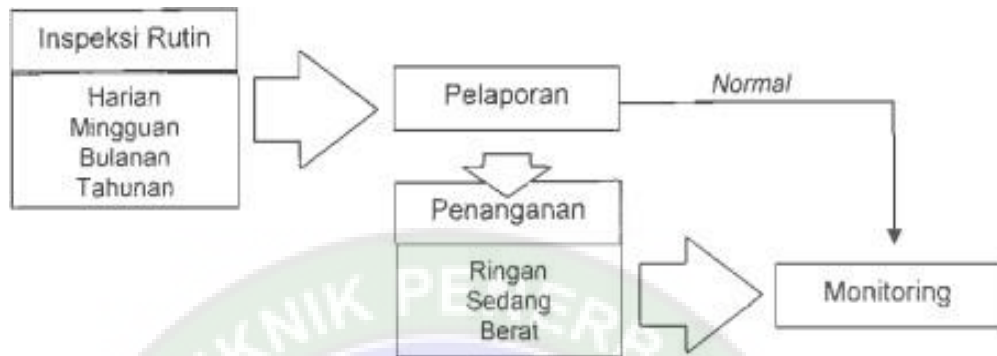 Inspeksi Rutin
Harian
Mingguan
Bulanan
Tahunan
Pelaporan
Normal
Penanganan
Ringan
Sedang
Berat
Monitoring